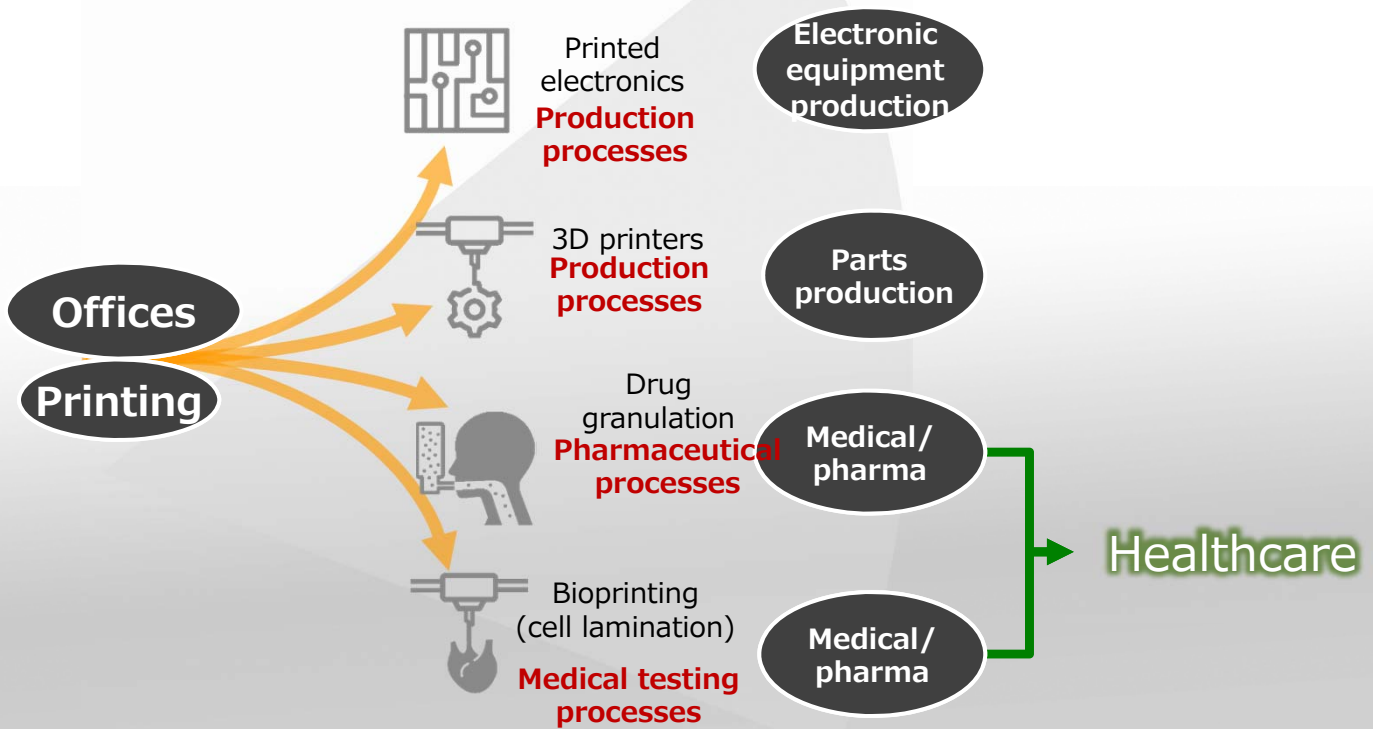 Printed
electronics
Production
processes
Electronic
equipment
production
3D printers
Production
processes
Parts
production
Offices
Printing
Drug
granulation
Pharmaceutical
processes
Medical/
pharma
Healthcare
Bioprinting
(cell lamination)
Medical testing
processes
Medical/
pharma